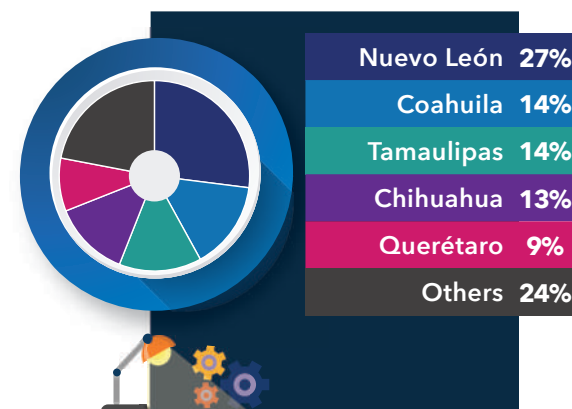 Nuevo León 27%
Coahuila 14%
Tamaulipas 14%
Chihuahua 13%
Querétaro 9%
Others 24%